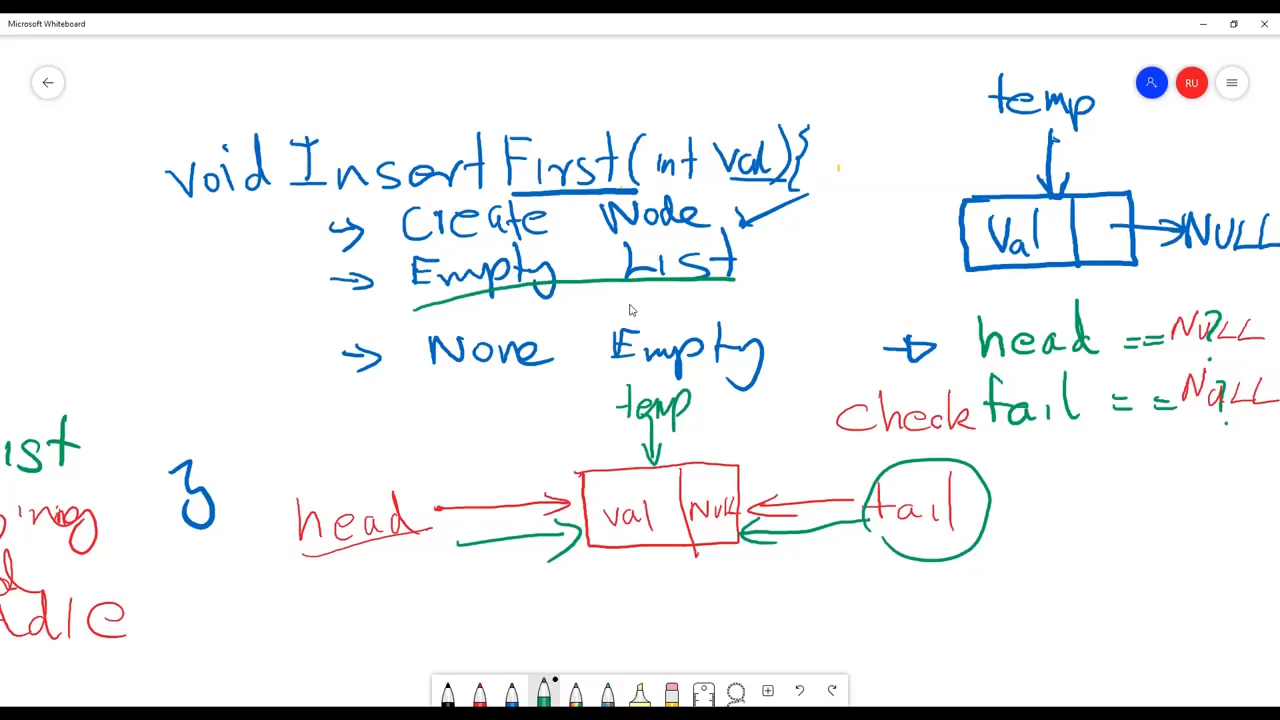 Microsoft Whiteboard
RU
temp
void Insert First(int val){
→ Create Node
Val → NULL
→ Empty List
→ None Empty
→ head == NULL ?
check tail == NULL ?
temp
ist
}
head val NULL tail